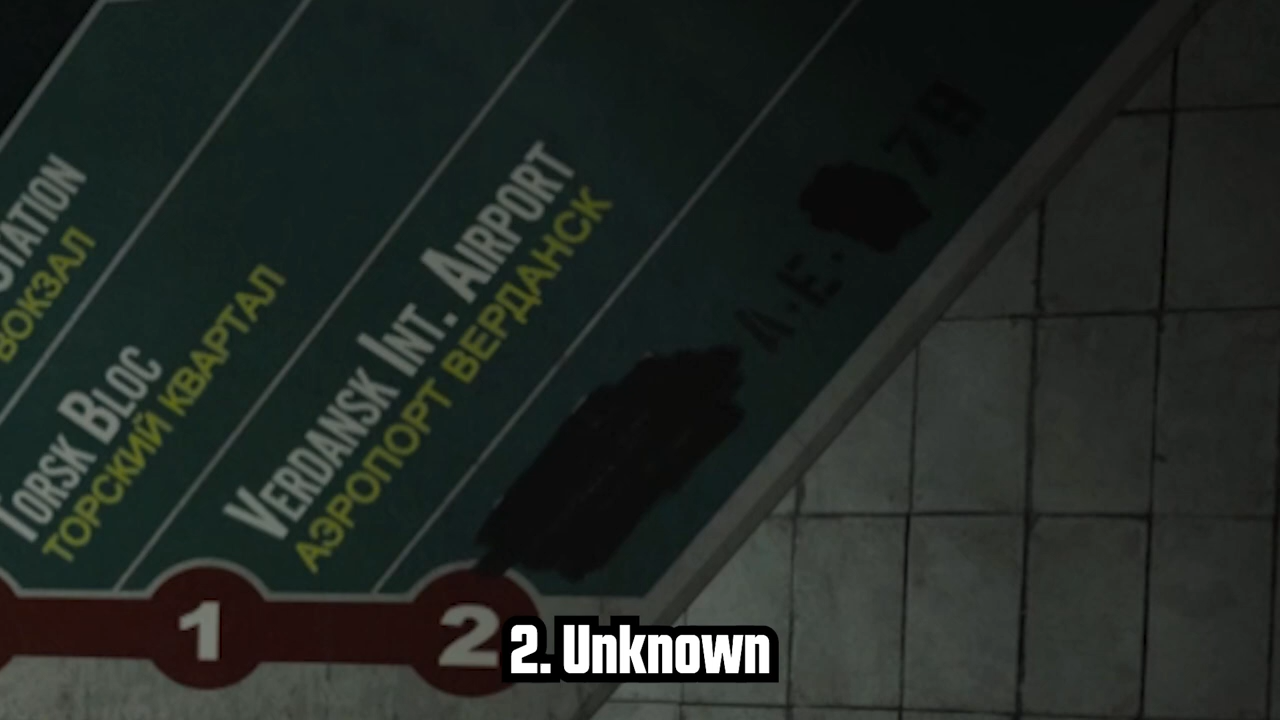 STATION
ВОКЗАЛ
TORSK BLOC
ТОРСКИЙ КВАРТАЛ
VERDANSK INT. AIRPORT
АЭРОПОРТ ВЕРДАНСК
A.E.
1
2
2. Unknown